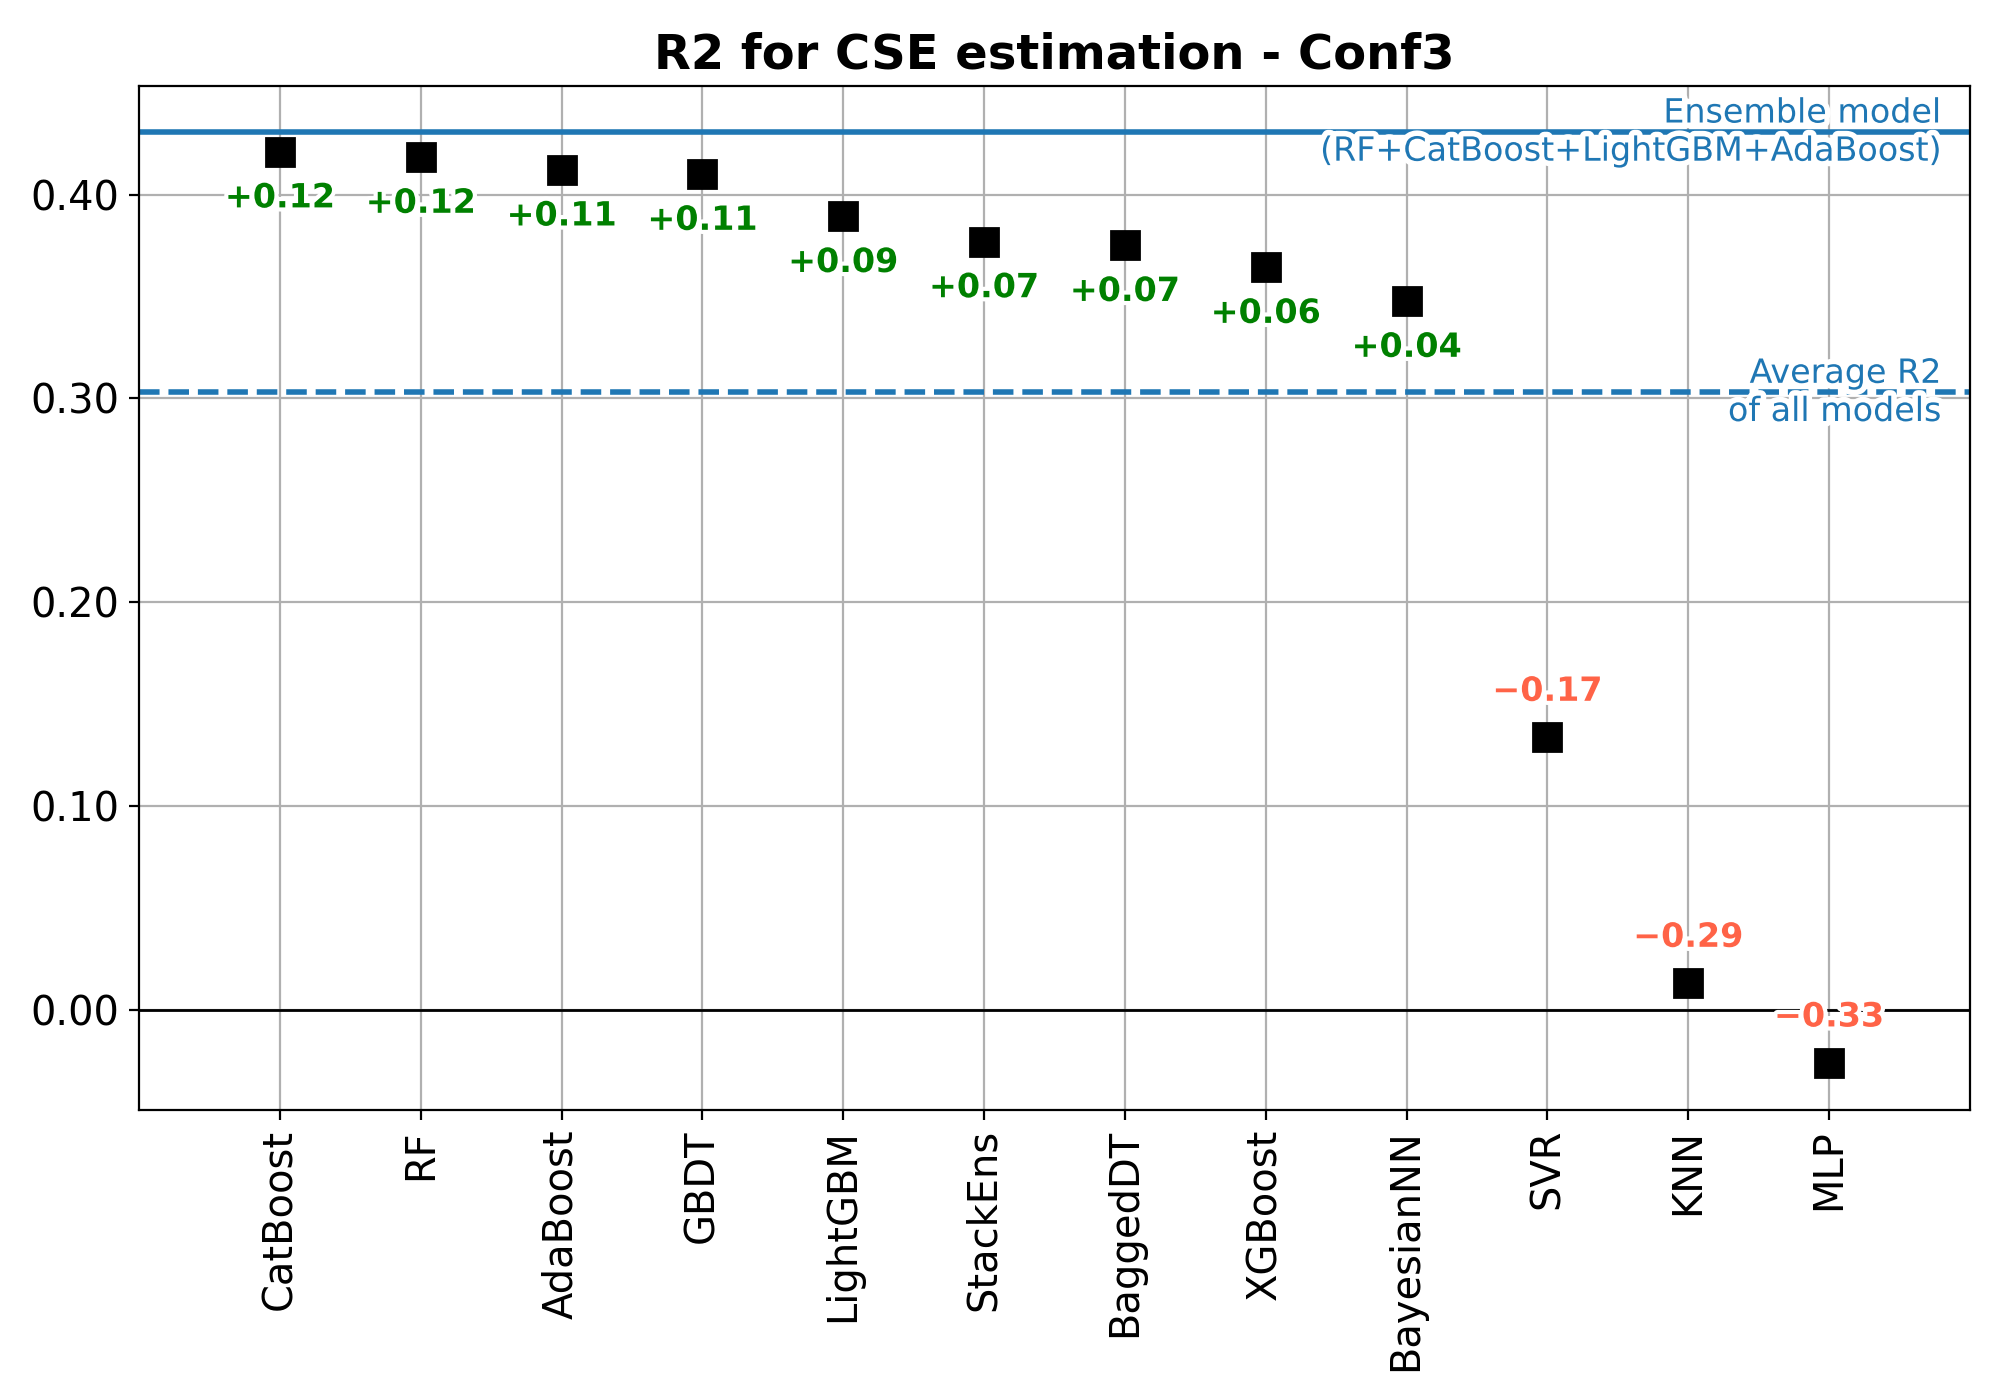 R2 for CSE estimation - Conf3
Ensemble model
(RF+CatBoost+LightGBM+AdaBoost)
0.40
+0.12
+0.12
+0.11
+0.11
+0.09
+0.07
+0.07
+0.06
+0.04
Average R2
of all models
0.30
0.20
−0.17
0.10
−0.29
0.00
−0.33
CatBoost
RF
AdaBoost
GBDT
LightGBM
StackEns
BaggedDT
XGBoost
BayesianNN
SVR
KNN
MLP